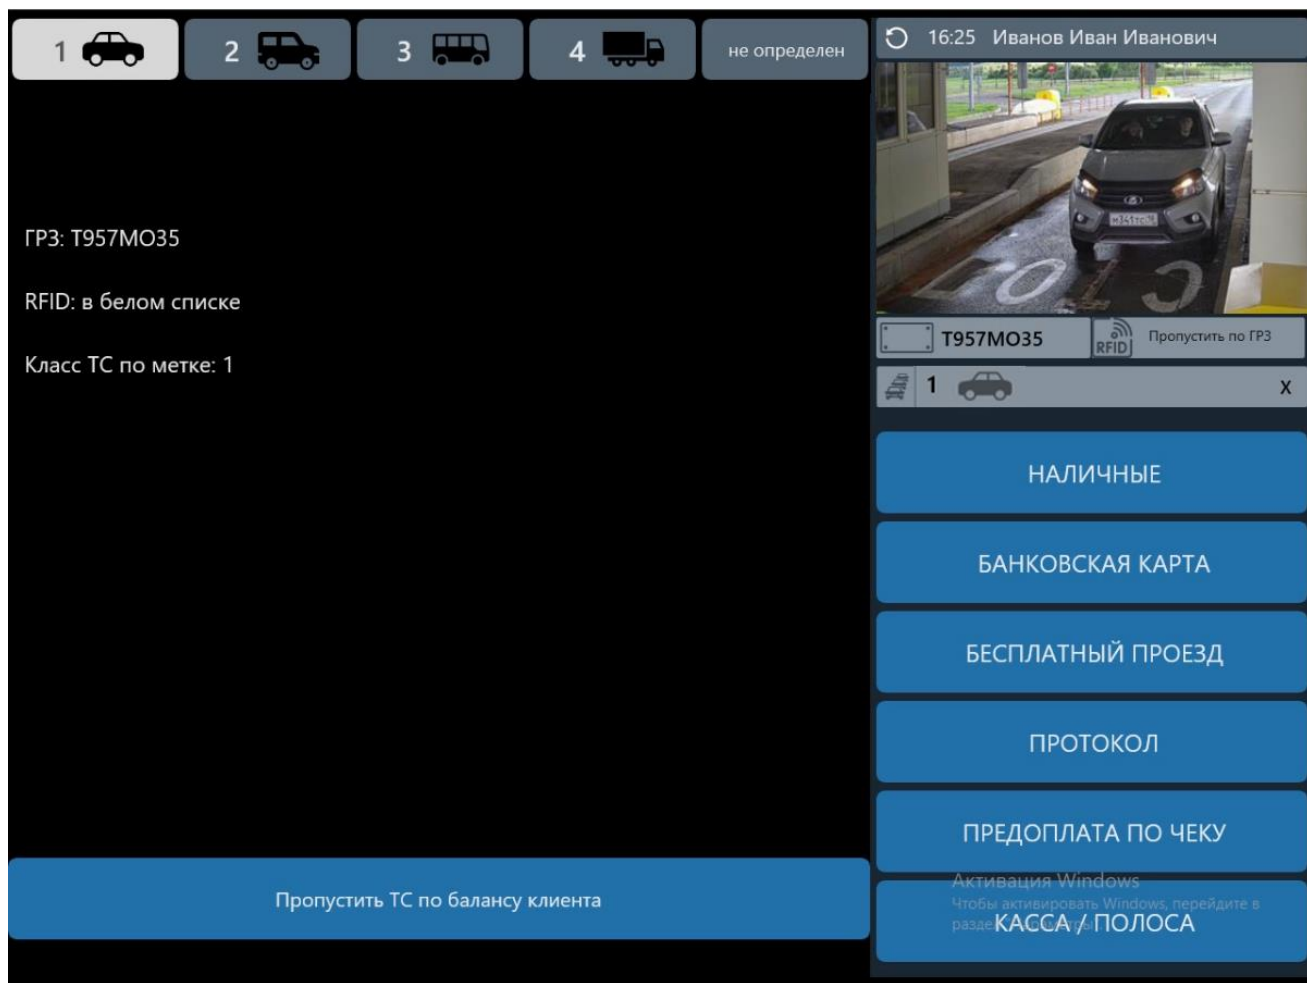 1
2
3
4
не определен
16:25 Иванов Иван Иванович
ГРЗ: Т957МО35
RFID: в белом списке
Класс ТС по метке: 1
Пропустить ТС по балансу клиента
М341ТС
Т957МО35
RFID
Пропустить по ГРЗ
1
X
НАЛИЧНЫЕ
БАНКОВСКАЯ КАРТА
БЕСПЛАТНЫЙ ПРОЕЗД
ПРОТОКОЛ
ПРЕДОПЛАТА ПО ЧЕКУ
Активация Windows
Чтобы активировать Windows, перейдите в
КАССА / ПОЛОСА